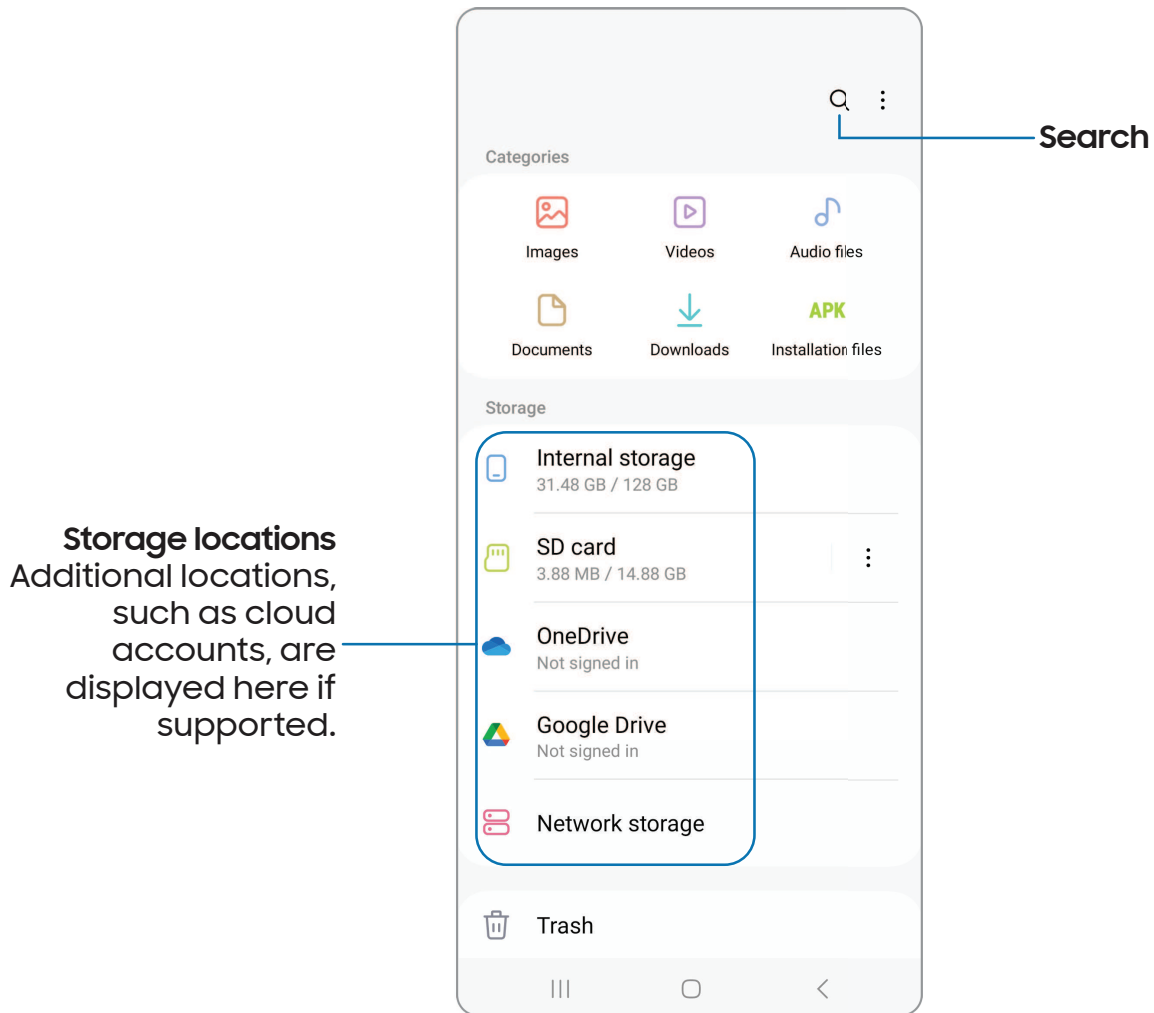 Search
Categories
Images Videos Audio files
APK
Documents Downloads Installation files
Storage
Internal storage
31.48 GB / 128 GB
SD card
3.88 MB / 14.88 GB
OneDrive
Not signed in
Google Drive
Not signed in
Network storage
Trash
Storage locations
Additional locations,
such as cloud
accounts, are
displayed here if
supported.